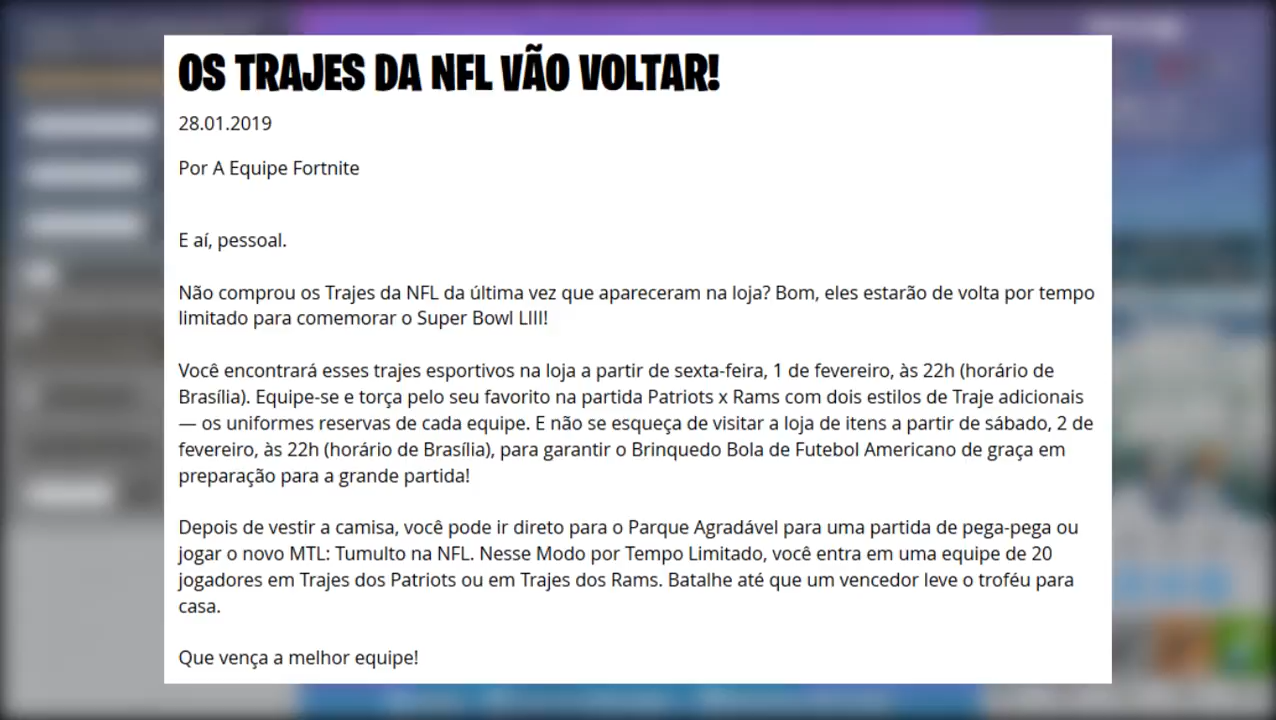 OS TRAJES DA NFL VÃO VOLTAR!
28.01.2019
Por A Equipe Fortnite
E aí, pessoal.
Não comprou os Trajes da NFL da última vez que apareceram na loja? Bom, eles estarão de volta por tempo
limitado para comemorar o Super Bowl LIII!
Você encontrará esses trajes esportivos na loja a partir de sexta-feira, 1 de fevereiro, às 22h (horário de
Brasília). Equipe-se e torça pelo seu favorito na partida Patriots x Rams com dois estilos de Traje adicionais
— os uniformes reservas de cada equipe. E não se esqueça de visitar a loja de itens a partir de sábado, 2 de
fevereiro, às 22h (horário de Brasília), para garantir o Brinquedo Bola de Futebol Americano de graça em
preparação para a grande partida!
Depois de vestir a camisa, você pode ir direto para o Parque Agradável para uma partida de pega-pega ou
jogar o novo MTL: Tumulto na NFL. Nesse Modo por Tempo Limitado, você entra em uma equipe de 20
jogadores em Trajes dos Patriots ou em Trajes dos Rams. Batalhe até que um vencedor leve o troféu para
casa.
Que vença a melhor equipe!